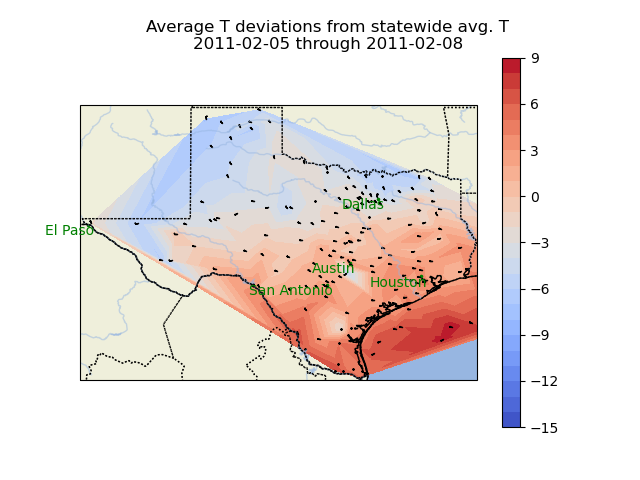 Average T deviations from statewide avg. T
2011-02-05 through 2011-02-08
9
6
3
0
−3
−6
−9
−12
−15
Dallas
El Paso
Austin
Houston
San Antonio